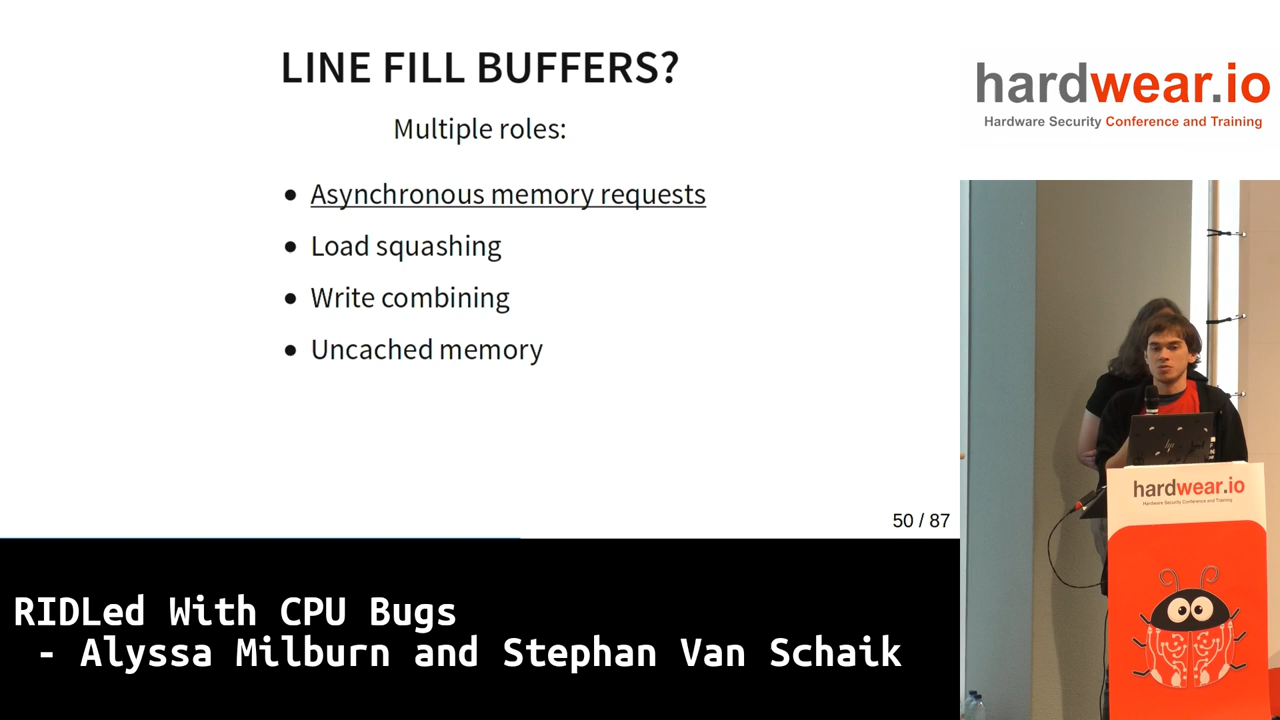 LINE FILL BUFFERS?
Multiple roles:
Asynchronous memory requests
Load squashing
Write combining
Uncached memory
50 / 87
hardwear.io
Hardware Security Conference and Training
hardwear.io
Hardware Security Conference and Training
RIDLed With CPU Bugs
- Alyssa Milburn and Stephan Van Schaik